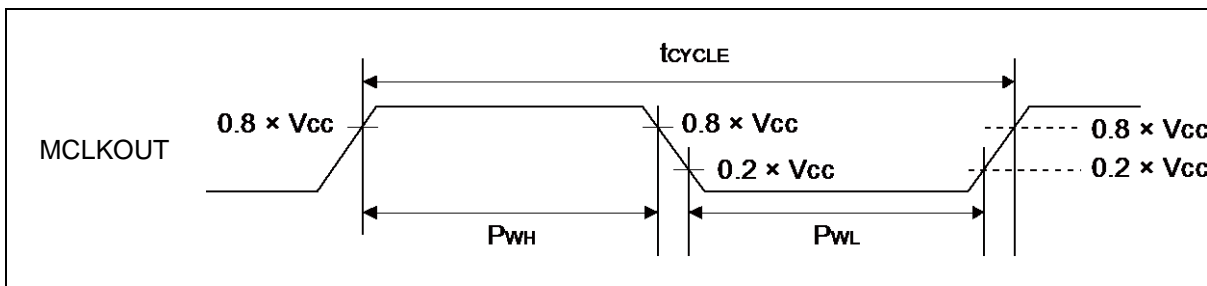 tCYCLE
0.8 × Vcc
0.8 × Vcc
0.8 × Vcc
MCLKOUT
0.2 × Vcc
0.2 × Vcc
PWH
PWL